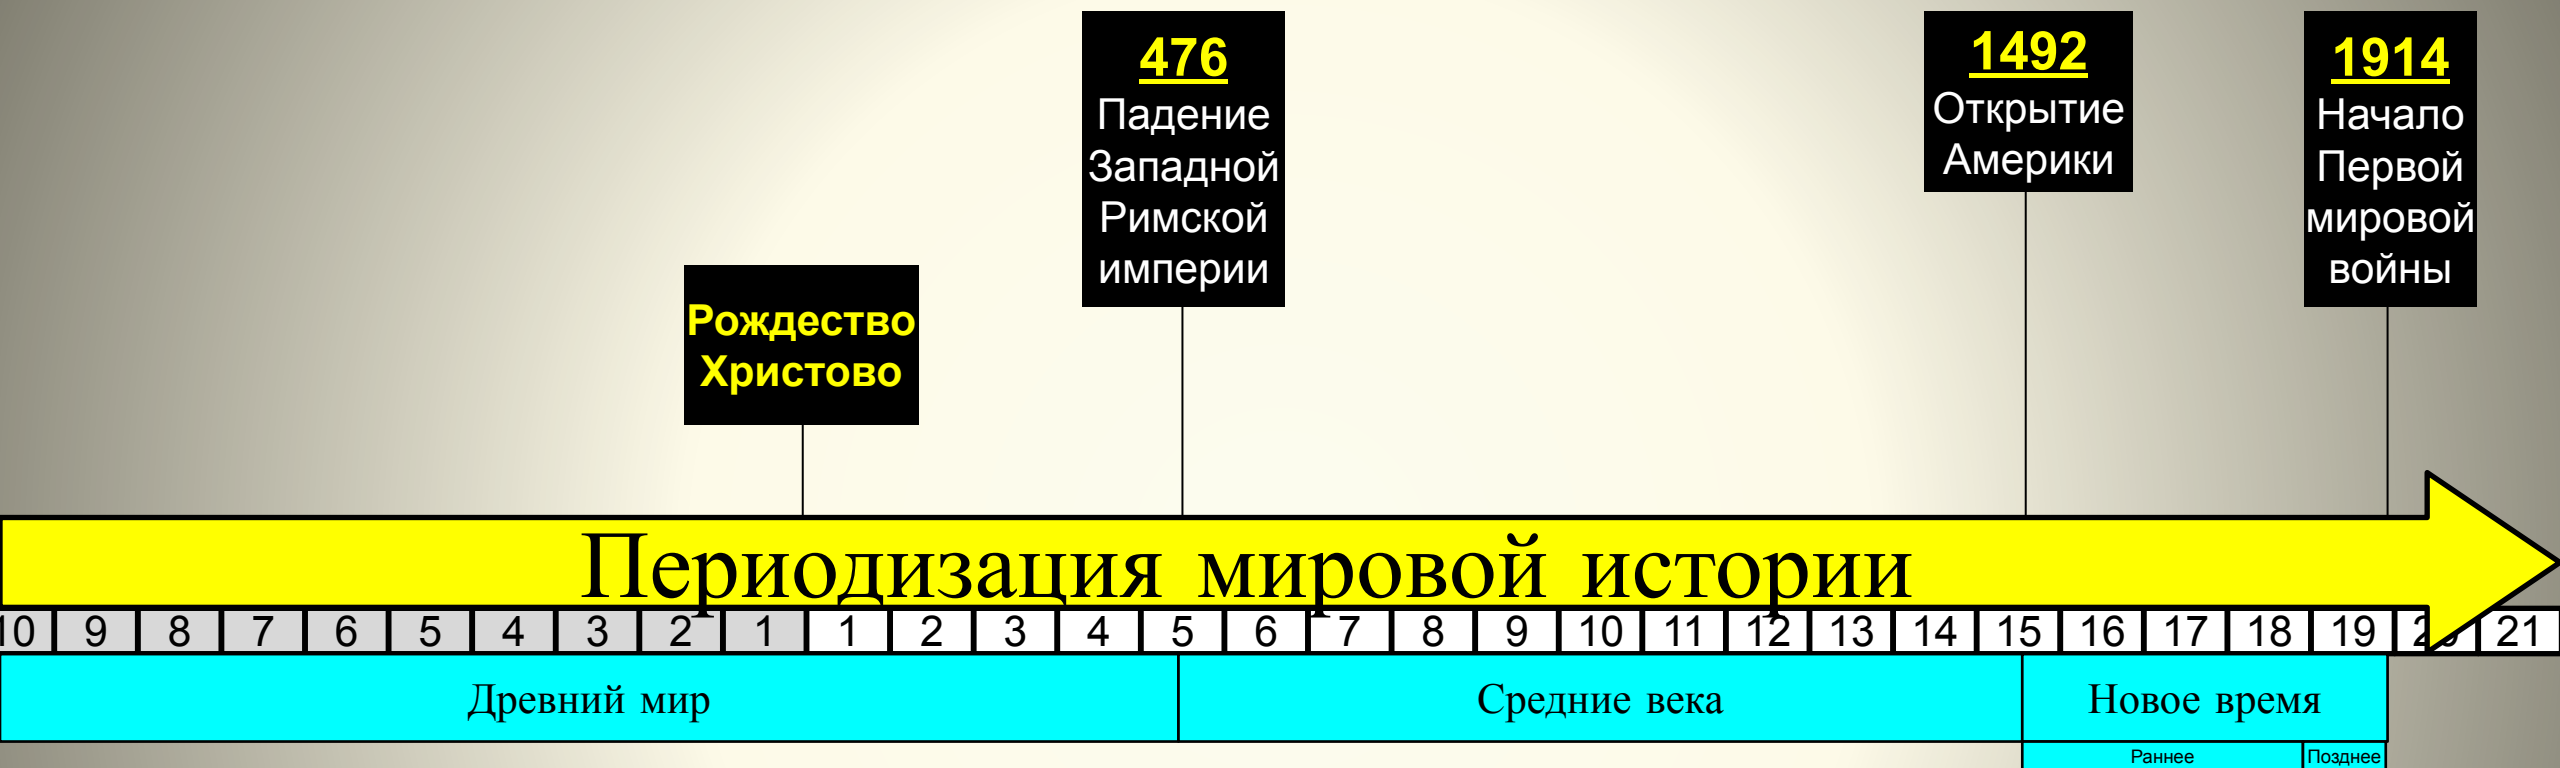 476
Падение
Западной
Римской
империи
1492
Открытие
Америки
1914
Начало
Первой
мировой
войны
Рождество
Христово
Периодизация мировой истории
10 9 8 7 6 5 4 3 2 1 1 2 3 4 5 6 7 8 9 10 11 12 13 14 15 16 17 18 19 20 21
Древний мир Средние века Новое время
Раннее Позднее